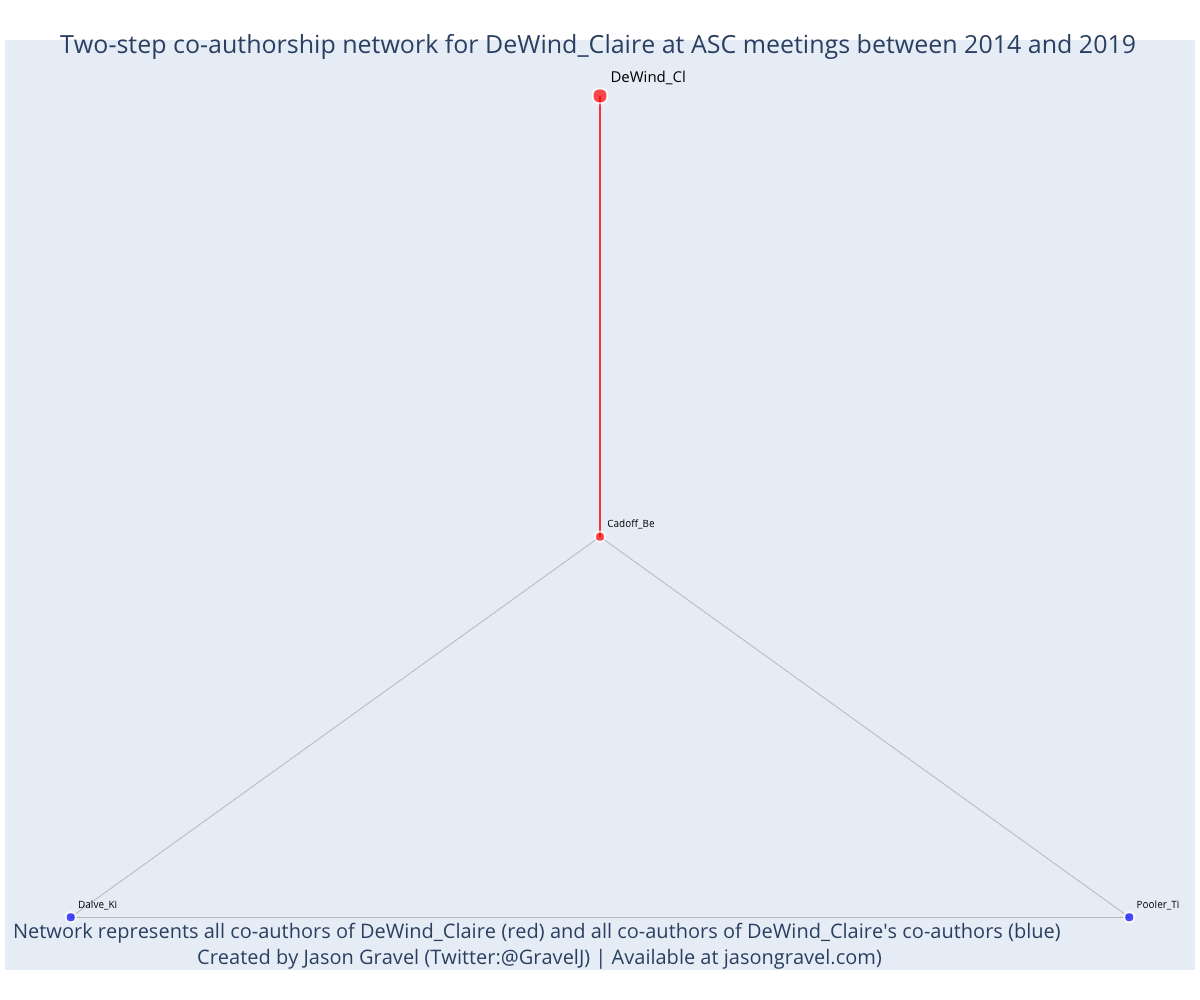 Two-step co-authorship network for DeWind_Claire at ASC meetings between 2014 and 2019
DeWind_Cl
Cadoff_Be
Dalve_Ki
Pooler_Ti
Network represents all co-authors of DeWind_Claire (red) and all co-authors of DeWind_Claire's co-authors (blue)
Created by Jason Gravel (Twitter:@GravelJ) | Available at jasongravel.com)